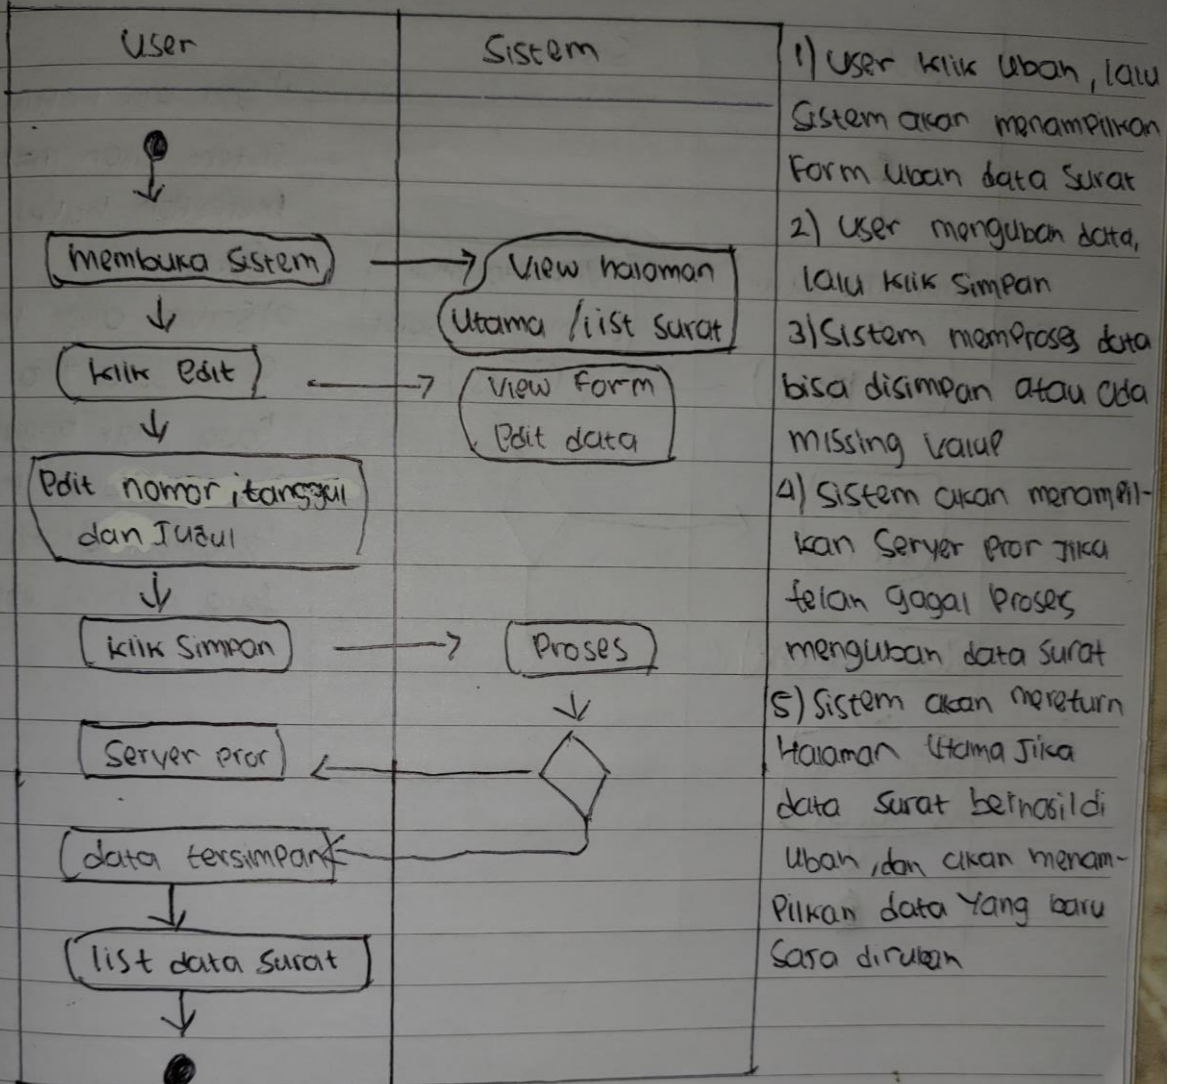 User
Sistem
membuka sistem
View halaman
Utama / list surat
klik edit
View form
edit data
Edit nomor, tanggal
dan Judul
klik simpan
Proses
Server eror
data tersimpan
list data surat
1) User klik Ubah, lalu
Sistem akan menampilkan
Form Ubah data Surat
2) User mengubah data,
lalu klik simpan
3) Sistem memproses data
bisa disimpan atau ada
missing value
4) Sistem akan menampil-
kan Server eror Jika
telah gagal Proses
mengubah data surat
5) Sistem akan mereturn
Halaman Utama Jika
data surat berhasil di
Ubah, dan akan menam-
Pilkan data Yang baru
saja dirubah